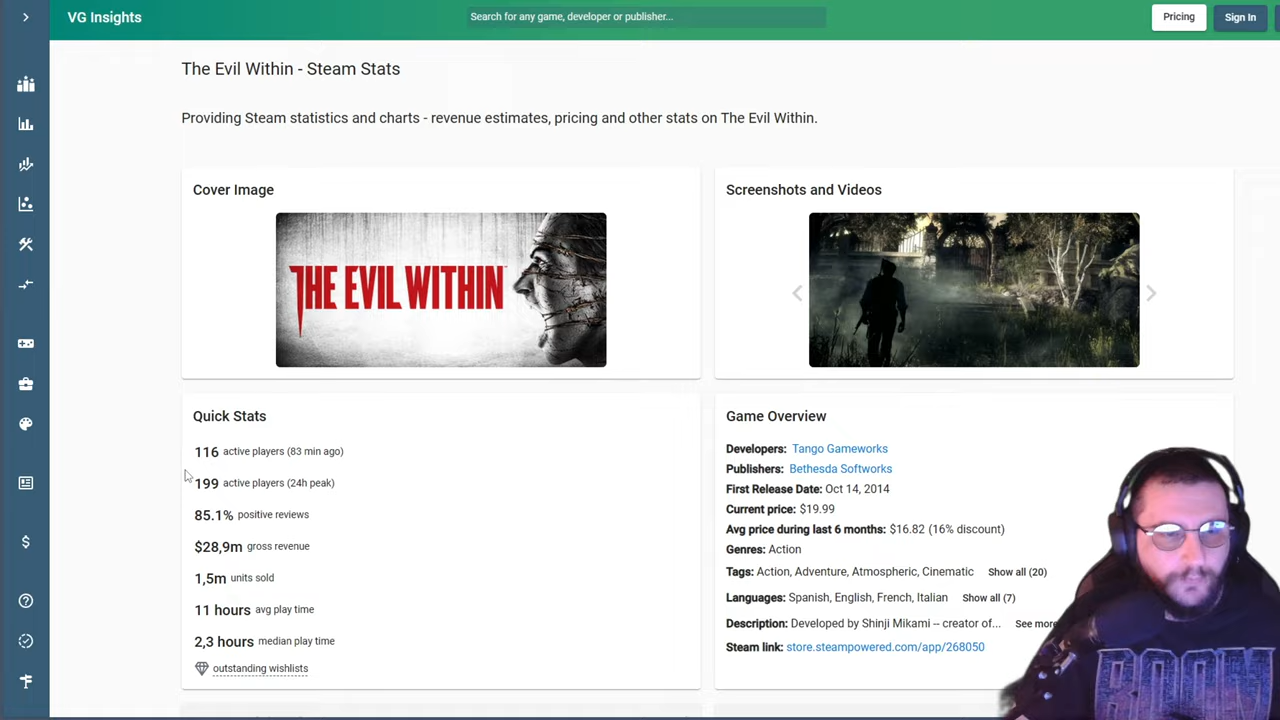 VG Insights
Search for any game, developer or publisher...
Pricing
Sign In
The Evil Within - Steam Stats
Providing Steam statistics and charts - revenue estimates, pricing and other stats on The Evil Within.
Cover Image
THE EVIL WITHIN
Screenshots and Videos
Quick Stats
116 active players (83 min ago)
199 active players (24h peak)
85.1% positive reviews
$28,9m gross revenue
1,5m units sold
11 hours avg play time
2,3 hours median play time
outstanding wishlists
Game Overview
Developers: Tango Gameworks
Publishers: Bethesda Softworks
First Release Date: Oct 14, 2014
Current price: $19.99
Avg price during last 6 months: $16.82 (16% discount)
Genres: Action
Tags: Action, Adventure, Atmospheric, Cinematic Show all (20)
Languages: Spanish, English, French, Italian Show all (7)
Description: Developed by Shinji Mikami -- creator of... See more
Steam link: store.steampowered.com/app/268050